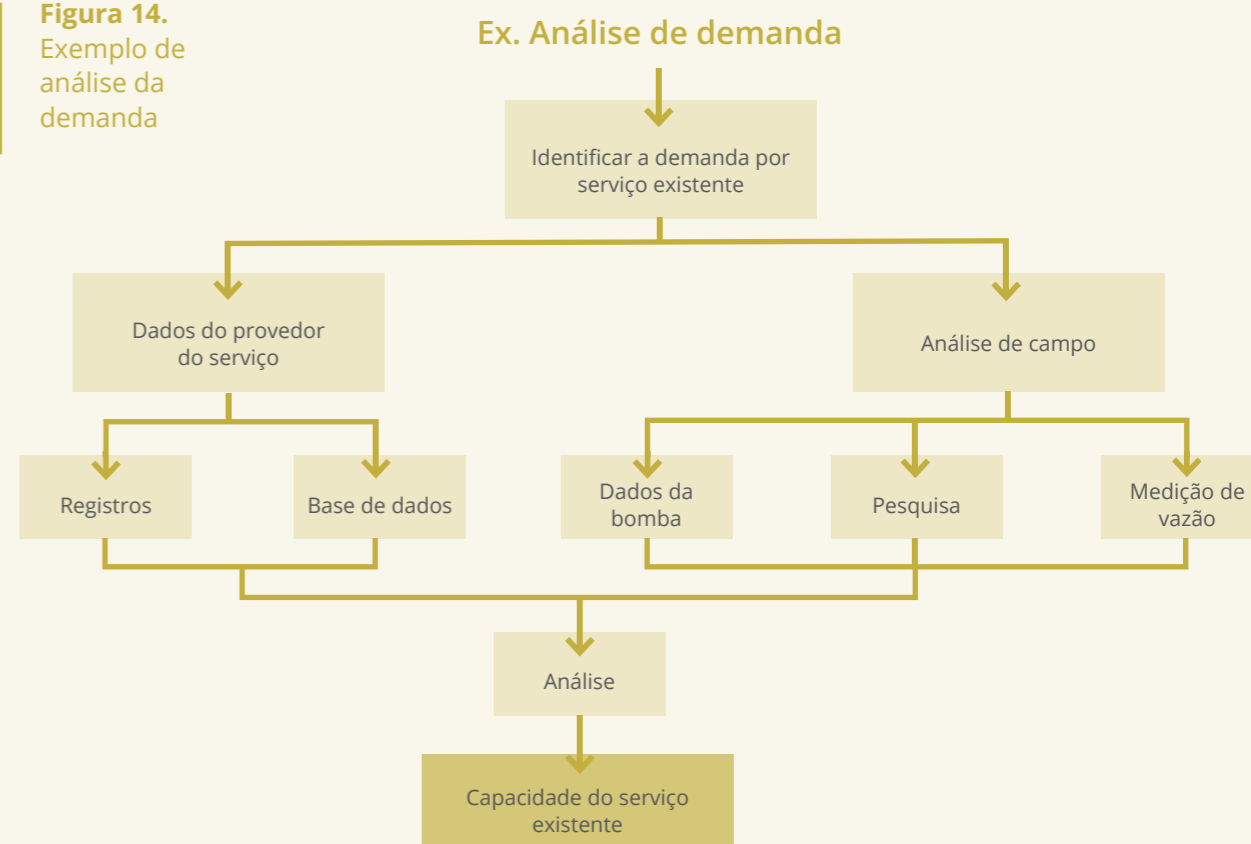 Figura 14.
Exemplo de
análise da
demanda
Ex. Análise de demanda
Identificar a demanda por
serviço existente
Dados do provedor
do serviço
Análise de campo
Registros
Base de dados
Dados da
bomba
Pesquisa
Medição de
vazão
Análise
Capacidade do serviço
existente